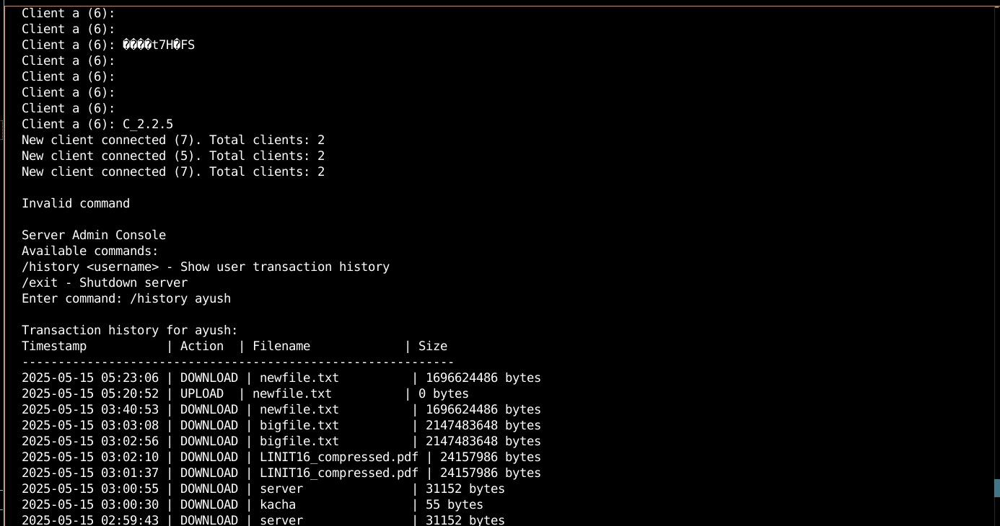 Client a (6):
Client a (6):
Client a (6): ����t7H�FS
Client a (6):
Client a (6):
Client a (6):
Client a (6):
Client a (6): C_2.2.5
New client connected (7). Total clients: 2
New client connected (5). Total clients: 2
New client connected (7). Total clients: 2
Invalid command
Server Admin Console
Available commands:
/history <username> - Show user transaction history
/exit - Shutdown server
Enter command: /history ayush
Transaction history for ayush:
Timestamp           | Action  | Filename             | Size
------------------------------------------------------------
2025-05-15 05:23:06 | DOWNLOAD | newfile.txt          | 1696624486 bytes
2025-05-15 05:20:52 | UPLOAD  | newfile.txt          | 0 bytes
2025-05-15 03:40:53 | DOWNLOAD | newfile.txt          | 1696624486 bytes
2025-05-15 03:03:08 | DOWNLOAD | bigfile.txt          | 2147483648 bytes
2025-05-15 03:02:56 | DOWNLOAD | bigfile.txt          | 2147483648 bytes
2025-05-15 03:02:10 | DOWNLOAD | LINIT16_compressed.pdf | 24157986 bytes
2025-05-15 03:01:37 | DOWNLOAD | LINIT16_compressed.pdf | 24157986 bytes
2025-05-15 03:00:55 | DOWNLOAD | server               | 31152 bytes
2025-05-15 03:00:30 | DOWNLOAD | kacha                | 55 bytes
2025-05-15 02:59:43 | DOWNLOAD | server               | 31152 bytes